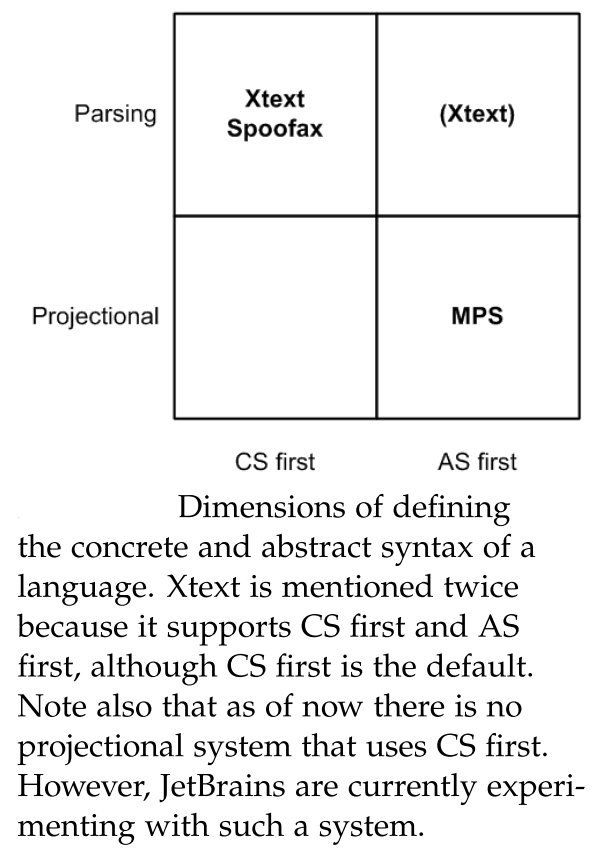 Parsing
Xtext
Spoofax
(Xtext)
Projectional
MPS
CS first
AS first
Dimensions of defining
the concrete and abstract syntax of a
language. Xtext is mentioned twice
because it supports CS first and AS
first, although CS first is the default.
Note also that as of now there is no
projectional system that uses CS first.
However, JetBrains are currently experi-
menting with such a system.